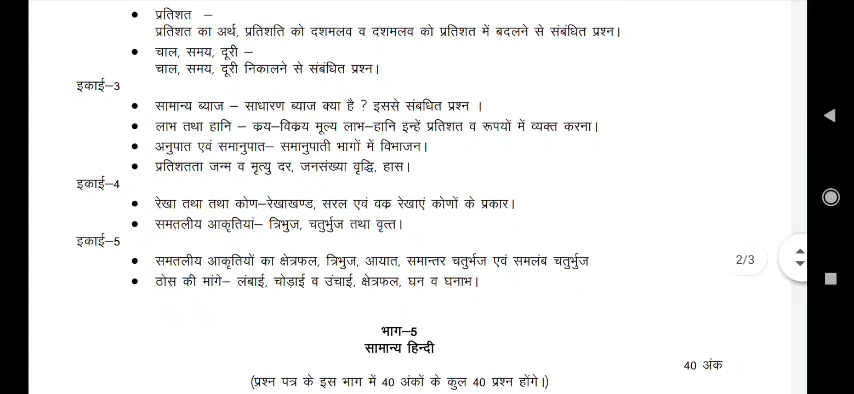 • प्रतिशत –
प्रतिशत का अर्थ, प्रतिशति को दशमलव व दशमलव को प्रतिशत में बदलने से संबंधित प्रश्न।
• चाल, समय, दूरी –
चाल, समय, दूरी निकालने से संबंधित प्रश्न।
इकाई–3
• सामान्य ब्याज – साधारण ब्याज क्या है ? इससे संबधित प्रश्न ।
• लाभ तथा हानि – क्रय–विक्रय मूल्य लाभ–हानि इन्हें प्रतिशत व रूपयों में व्यक्त करना।
• अनुपात एवं समानुपात– समानुपाती भागों में विभाजन।
• प्रतिशतता जन्म व मृत्यु दर, जनसंख्या वृद्धि, हास।
इकाई–4
• रेखा तथा तथा कोण–रेखाखण्ड, सरल एवं वक्र रेखाएं कोणों के प्रकार।
• समतलीय आकृतियां– त्रिभुज, चतुर्भुज तथा वृत्त।
इकाई–5
• समतलीय आकृतियों का क्षेत्रफल, त्रिभुज, आयात, समान्तर चतुर्भज एवं समलंब चतुर्भुज
2/3
• ठोस की मांगे– लंबाई, चोड़ाई व उंचाई, क्षेत्रफल, घन व घनाभ।
भाग–5
सामान्य हिन्दी
40 अंक
(प्रश्न पत्र के इस भाग में 40 अंकों के कुल 40 प्रश्न होंगे।)